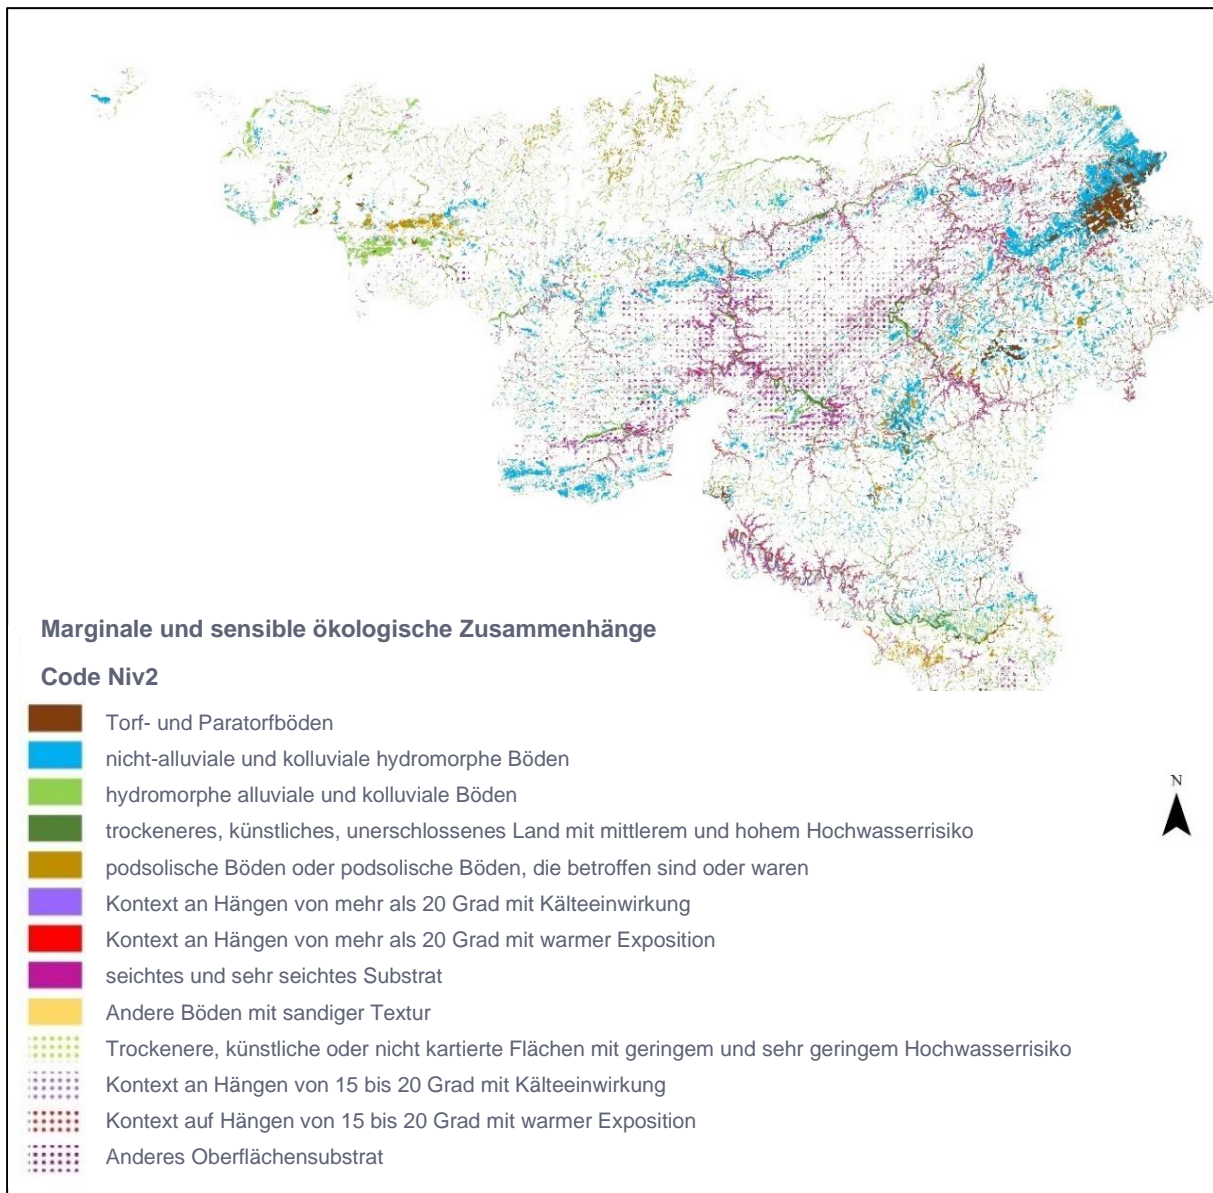 Marginale und sensible ökologische Zusammenhänge
Code Niv2
Torf- und Paratorfböden
nicht-alluviale und kolluviale hydromorphe Böden
hydromorphe alluviale und kolluviale Böden
N
trockeneres, künstliches, unerschlossenes Land mit mittlerem und hohem Hochwasserrisiko
podsolische Böden oder podsolische Böden, die betroffen sind oder waren
Kontext an Hängen von mehr als 20 Grad mit Kälteeinwirkung
Kontext an Hängen von mehr als 20 Grad mit warmer Exposition
seichtes und sehr seichtes Substrat
Andere Böden mit sandiger Textur
Trockenere, künstliche oder nicht kartierte Flächen mit geringem und sehr geringem Hochwasserrisiko
Kontext an Hängen von 15 bis 20 Grad mit Kälteeinwirkung
Kontext auf Hängen von 15 bis 20 Grad mit warmer Exposition
Anderes Oberflächensubstrat